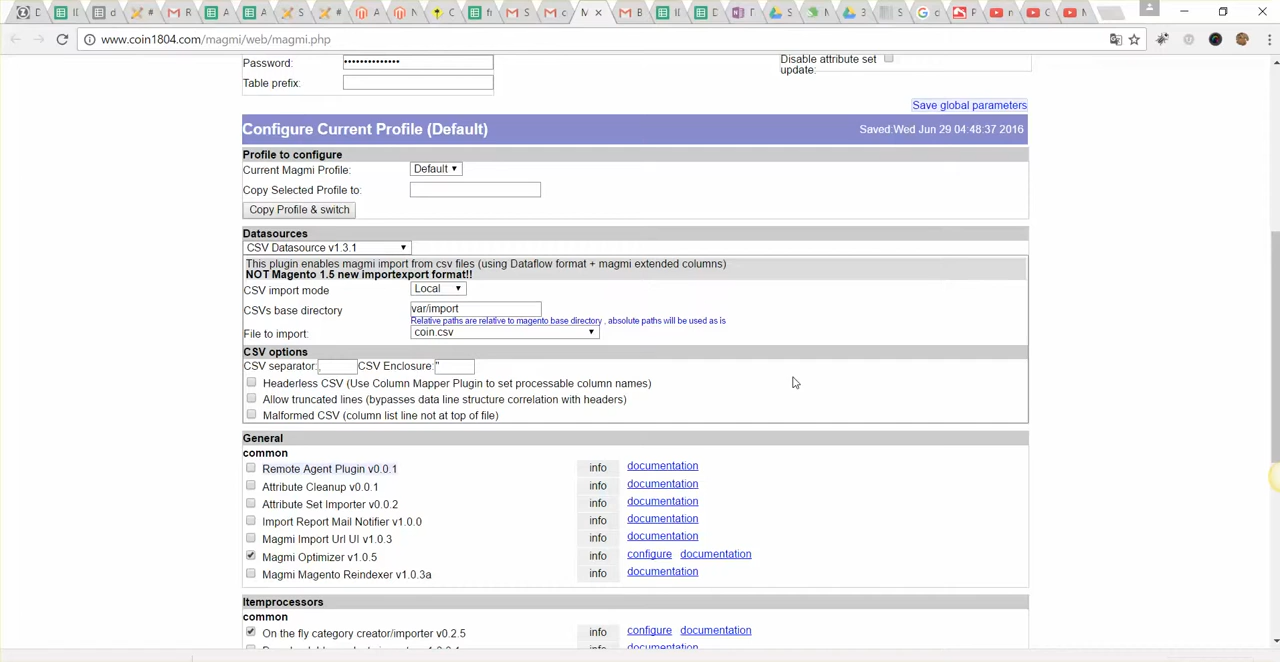 www.coin1804.com/magmi/web/magmi.php
Password: ••••••••••••••
Table prefix:
Disable attribute set
update:
Save global parameters
Configure Current Profile (Default) Saved:Wed Jun 29 04:48:37 2016
Profile to configure
Current Magmi Profile: Default
Copy Selected Profile to:
Copy Profile & switch
Datasources
CSV Datasource v1.3.1
This plugin enables magmi import from csv files (using Dataflow format + magmi extended columns)
NOT Magento 1.5 new importexport format!!
CSV import mode Local
CSVs base directory var/import
Relative paths are relative to magento base directory , absolute paths will be used as is
File to import: coin.csv
CSV options
CSV separator: , CSV Enclosure: "
Headerless CSV (Use Column Mapper Plugin to set processable column names)
Allow truncated lines (bypasses data line structure correlation with headers)
Malformed CSV (column list line not at top of file)
General
common
Remote Agent Plugin v0.0.1 info documentation
Attribute Cleanup v0.0.1 info documentation
Attribute Set Importer v0.0.2 info documentation
Import Report Mail Notifier v1.0.0 info documentation
Magmi Import Url UI v1.0.3 info documentation
Magmi Optimizer v1.0.5 info configure documentation
Magmi Magento Reindexer v1.0.3a info documentation
Itemprocessors
common
On the fly category creator/importer v0.2.5 info configure documentation